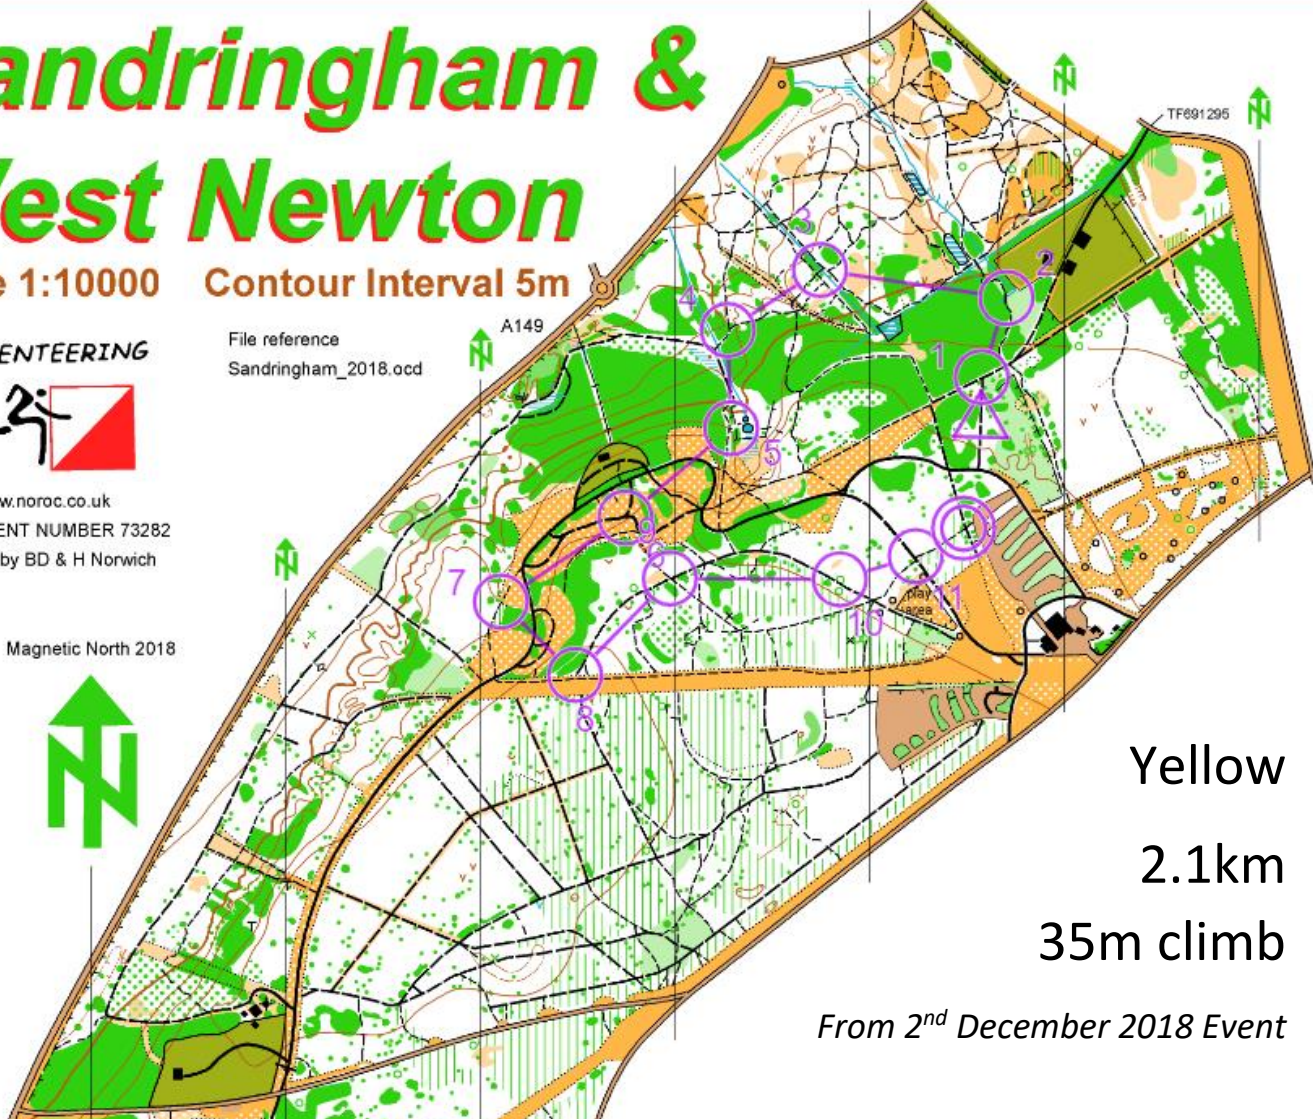 andringham &
est Newton
e 1:10000 Contour Interval 5m
ENTEERING
File reference
Sandringham_2018.ocd
A149
TF691295
w.noroc.co.uk
ENT NUMBER 73282
by BD & H Norwich
Magnetic North 2018
N
N
N
N
N
1
2
3
4
5
7
8
9
10
11
play
area
T
Yellow
2.1km
35m climb
From 2nd December 2018 Event